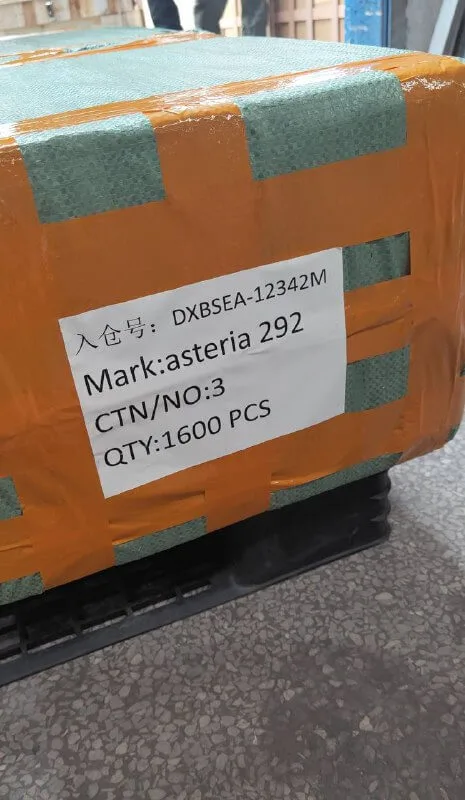 入仓号： DXBSEA-12342M
Mark:asteria 292
CTN/NO:3
QTY:1600 PCS